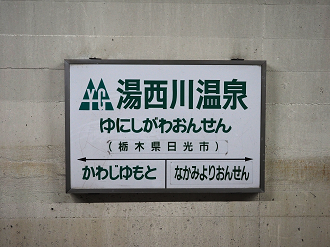 YG 湯西川温泉
ゆにしがわおんせん
(栃木県日光市)
かわじゆもと なかみよりおんせん